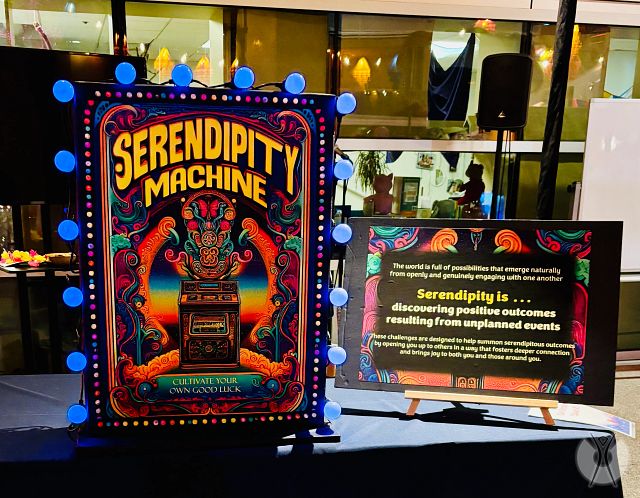 SERENDIPITY
MACHINE
CULTIVATE YOUR
OWN GOOD LUCK
The world is full of possibilities that emerge naturally
from openly and genuinely engaging with one another
Serendipity is . . .
discovering positive outcomes
resulting from unplanned events
These challenges are designed to help summon serendipitous outcomes
by opening you up to others in a way that fosters deeper connection
and brings joy to both you and those around you.